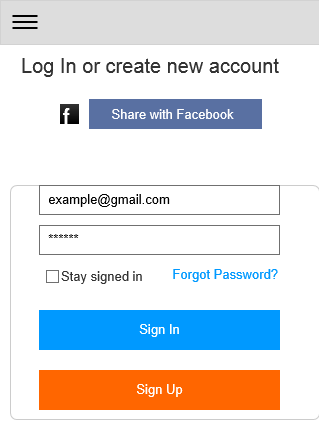 Log In or create new account
f Share with Facebook
example@gmail.com
******
Stay signed in Forgot Password?
Sign In
Sign Up